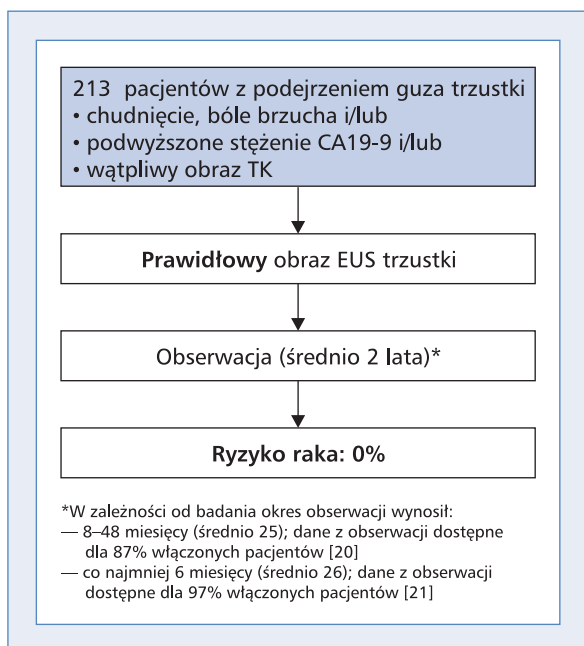 213 pacjentów z podejrzeniem guza trzustki
• chudnięcie, bóle brzucha i/lub
• podwyższone stężenie CA19-9 i/lub
• wątpliwy obraz TK
Prawidłowy obraz EUS trzustki
Obserwacja (średnio 2 lata)*
Ryzyko raka: 0%
*W zależności od badania okres obserwacji wynosił:
— 8–48 miesięcy (średnio 25); dane z obserwacji dostępne
dla 87% włączonych pacjentów [20]
— co najmniej 6 miesięcy (średnio 26); dane z obserwacji
dostępne dla 97% włączonych pacjentów [21]